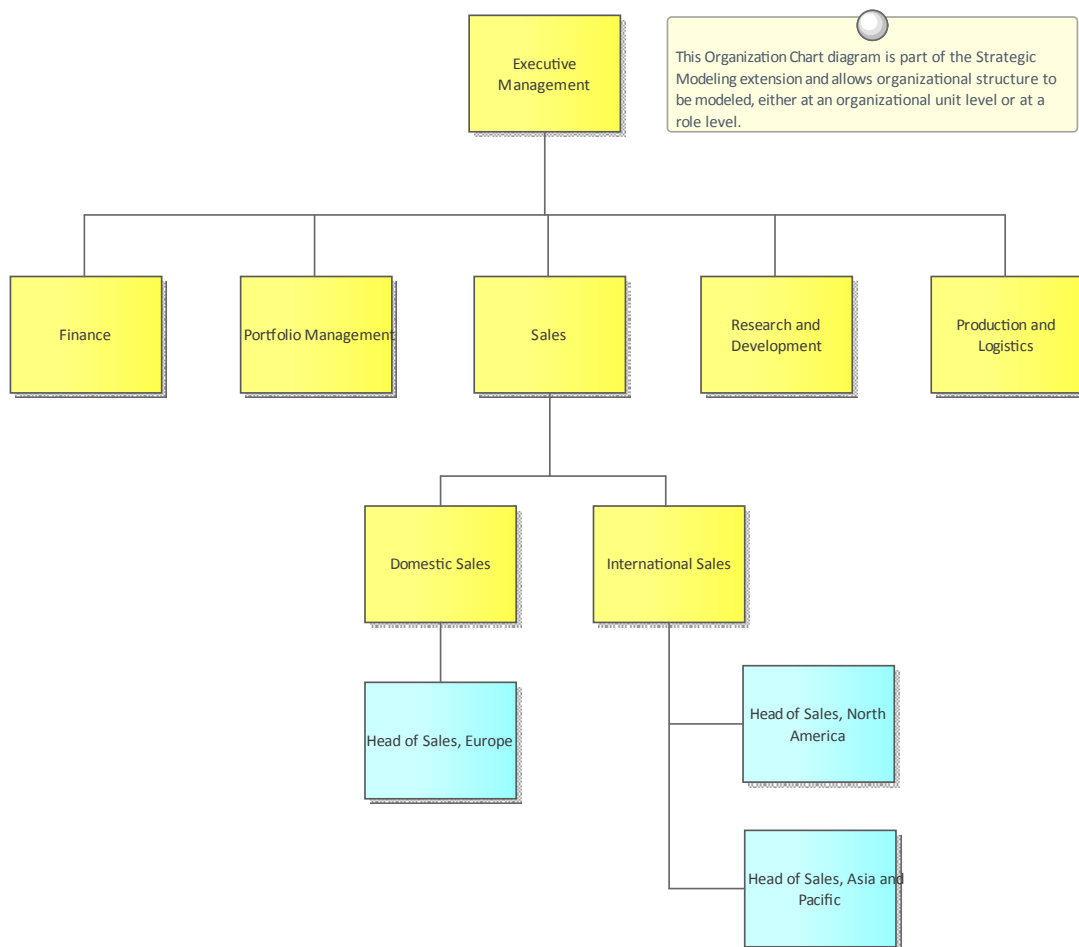 Executive
Management
This Organization Chart diagram is part of the Strategic
Modeling extension and allows organizational structure to
be modeled, either at an organizational unit level or at a
role level.
Finance
Portfolio Management
Sales
Research and
Development
Production and
Logistics
Domestic Sales
International Sales
Head of Sales, Europe
Head of Sales, North
America
Head of Sales, Asia and
Pacific